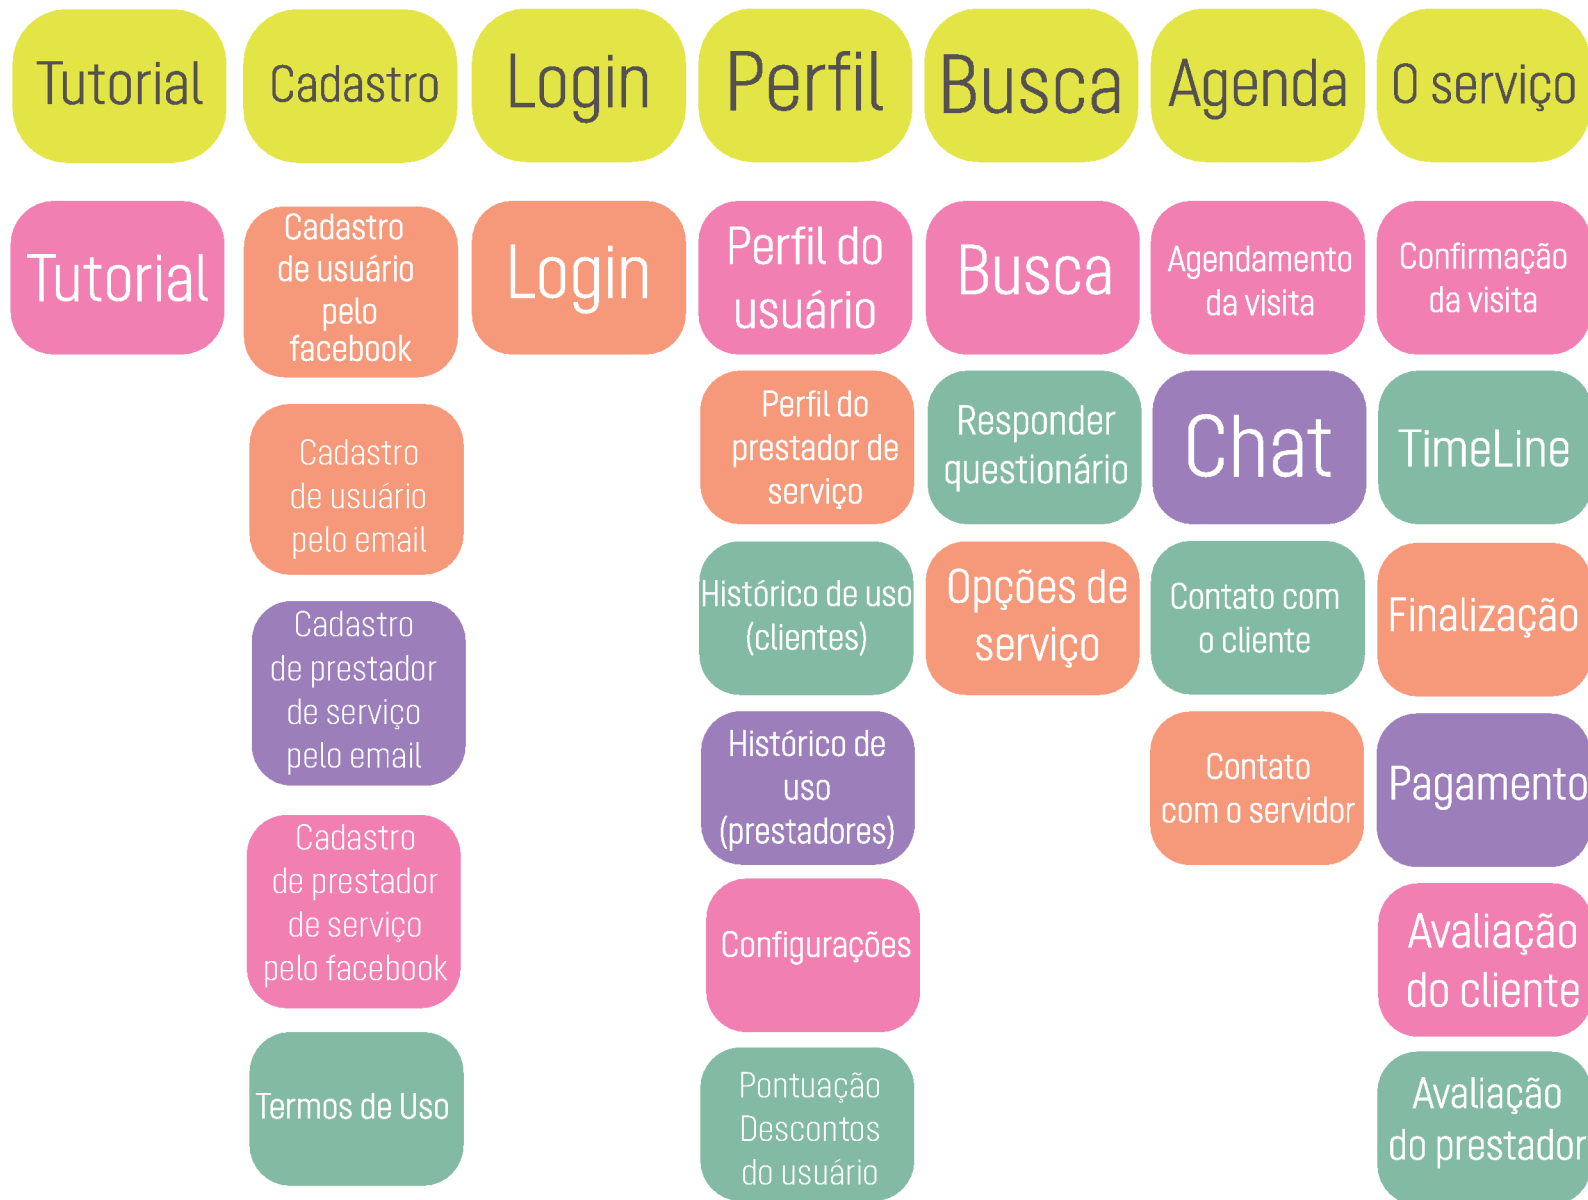 Tutorial
Cadastro
Login
Perfil
Busca
Agenda
O serviço
Tutorial
Cadastro
de usuário
pelo
facebook
Cadastro
de usuário
pelo email
Cadastro
de prestador
de serviço
pelo email
Cadastro
de prestador
de serviço
pelo facebook
Termos de Uso
Login
Perfil do
usuário
Perfil do
prestador de
serviço
Histórico de uso
(clientes)
Histórico de
uso
(prestadores)
Configurações
Pontuação
Descontos
do usuário
Busca
Responder
questionário
Opções de
serviço
Agendamento
da visita
Chat
Contato com
o cliente
Contato
com o servidor
Confirmação
da visita
TimeLine
Finalização
Pagamento
Avaliação
do cliente
Avaliação
do prestador